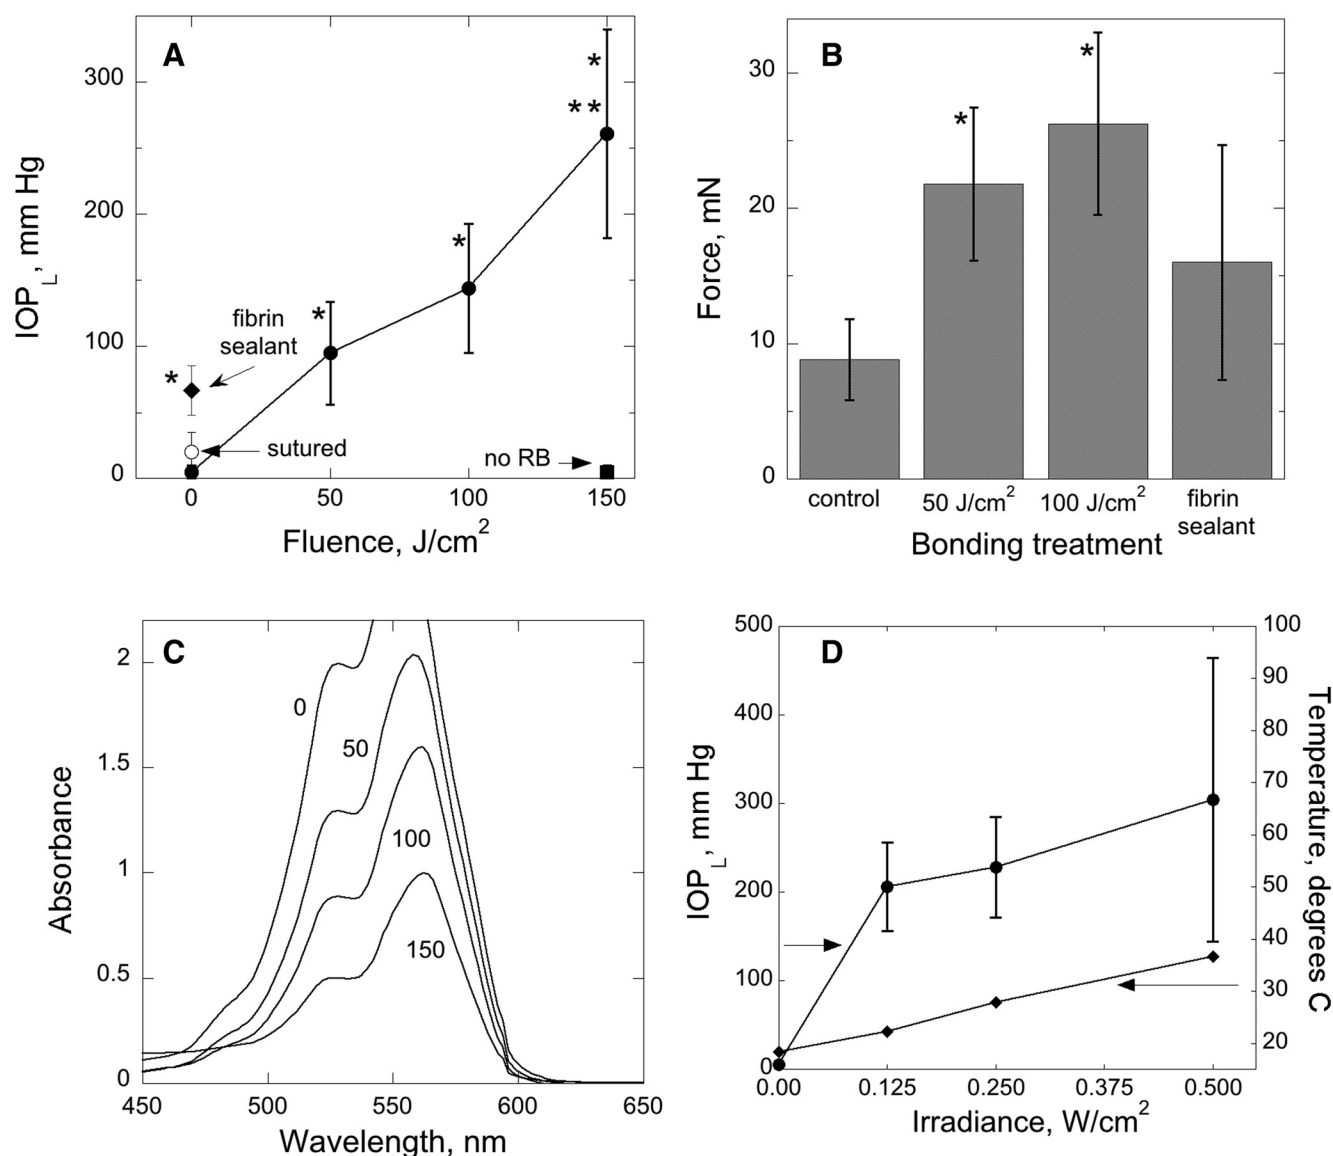 A
300
200
100
0
IOP_L, mm Hg
*
* *
*
*
*
fibrin
sealant
sutured
no RB
0 50 100 150
Fluence, J/cm²
B
30
20
10
0
Force, mN
*
*
control 50 J/cm² 100 J/cm² fibrin
sealant
Bonding treatment
C
2
1.5
1
0.5
0
Absorbance
0
50
100
150
450 500 550 600 650
Wavelength, nm
D
500
400
300
200
100
0
IOP_L, mm Hg
100
90
80
70
60
50
40
30
20
Temperature, degrees C
0.00 0.125 0.250 0.375 0.500
Irradiance, W/cm²